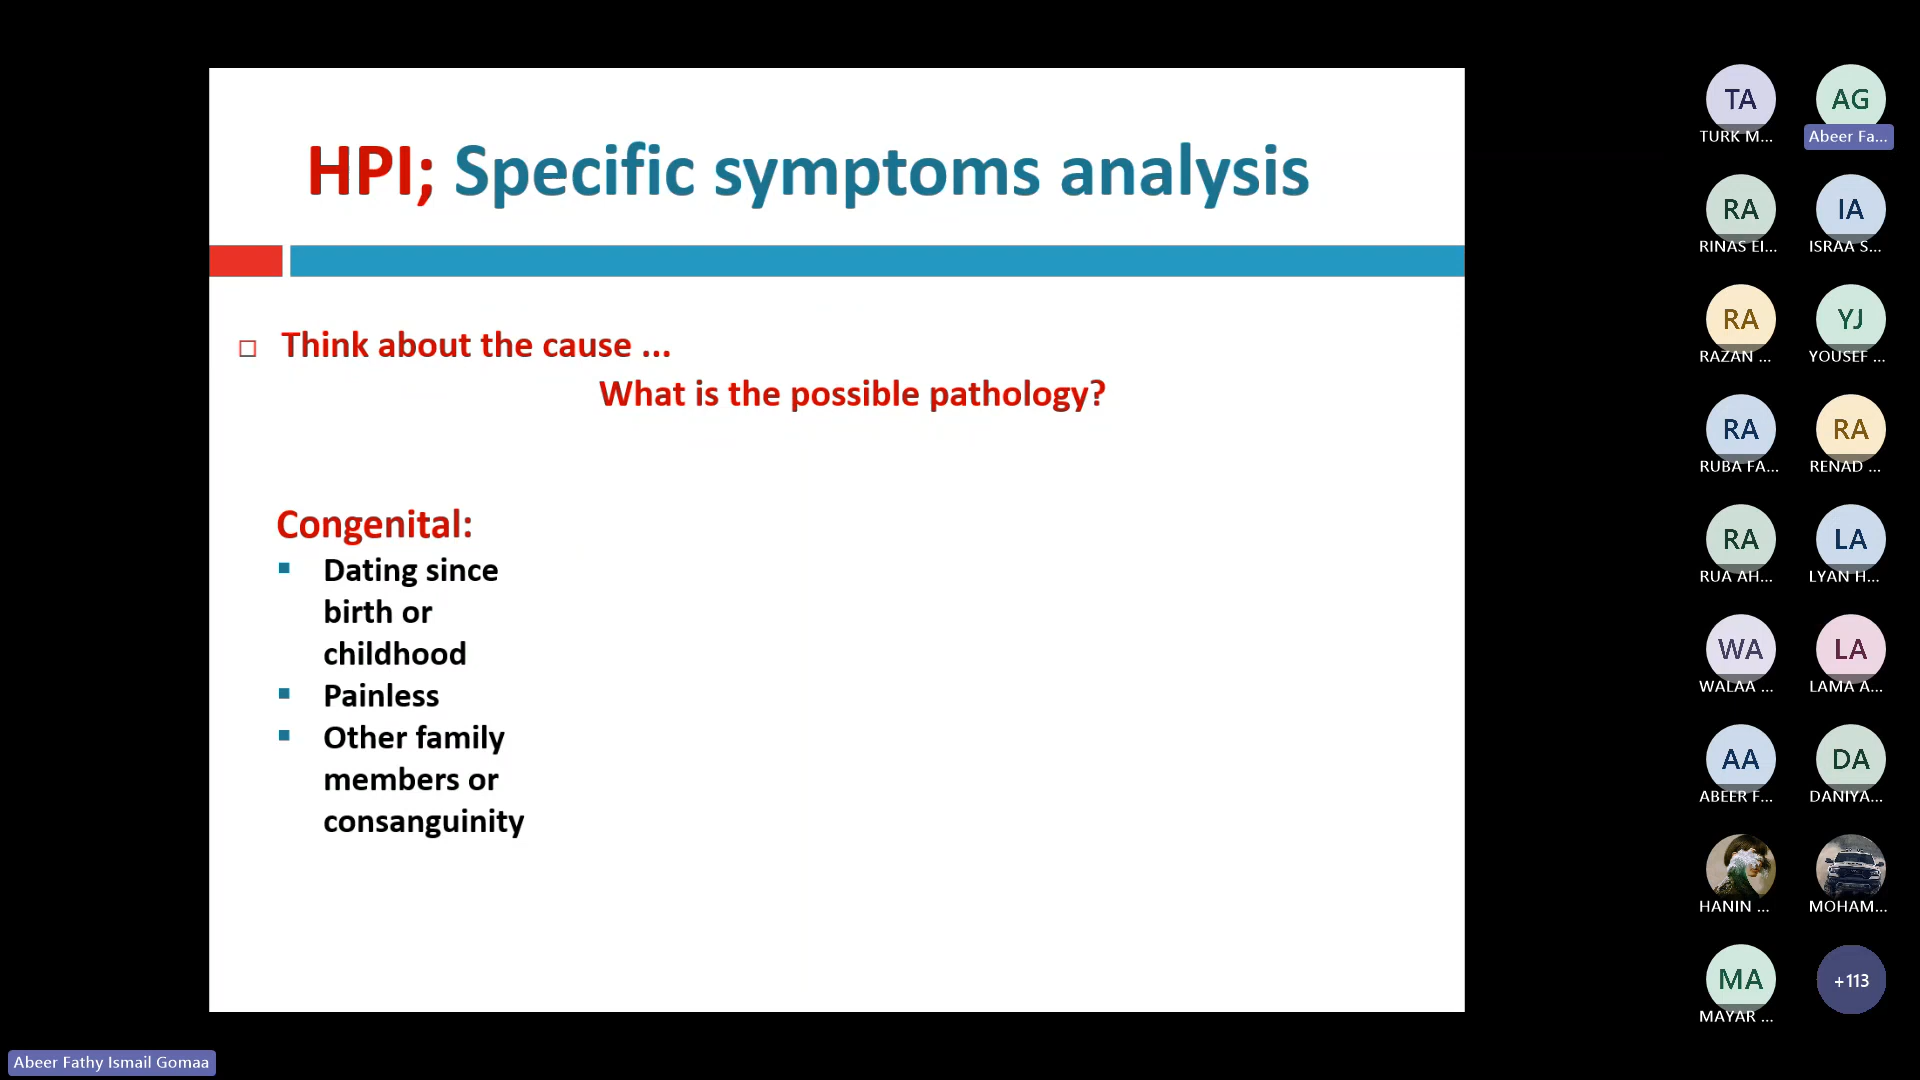 HPI; Specific symptoms analysis
Think about the cause ...
What is the possible pathology?
Congenital:
Dating since
birth or
childhood
Painless
Other family
members or
consanguinity
TA
TURK M...
AG
Abeer Fa...
RA
RINAS EI...
IA
ISRAA S...
RA
RAZAN ...
YJ
YOUSEF ...
RA
RUBA FA...
RA
RENAD ...
RA
RUA AH...
LA
LYAN H...
WA
WALAA ...
LA
LAMA A...
AA
ABEER F...
DA
DANIYA...
HANIN ...
MOHAM...
MA
MAYAR ...
+113
Abeer Fathy Ismail Gomaa